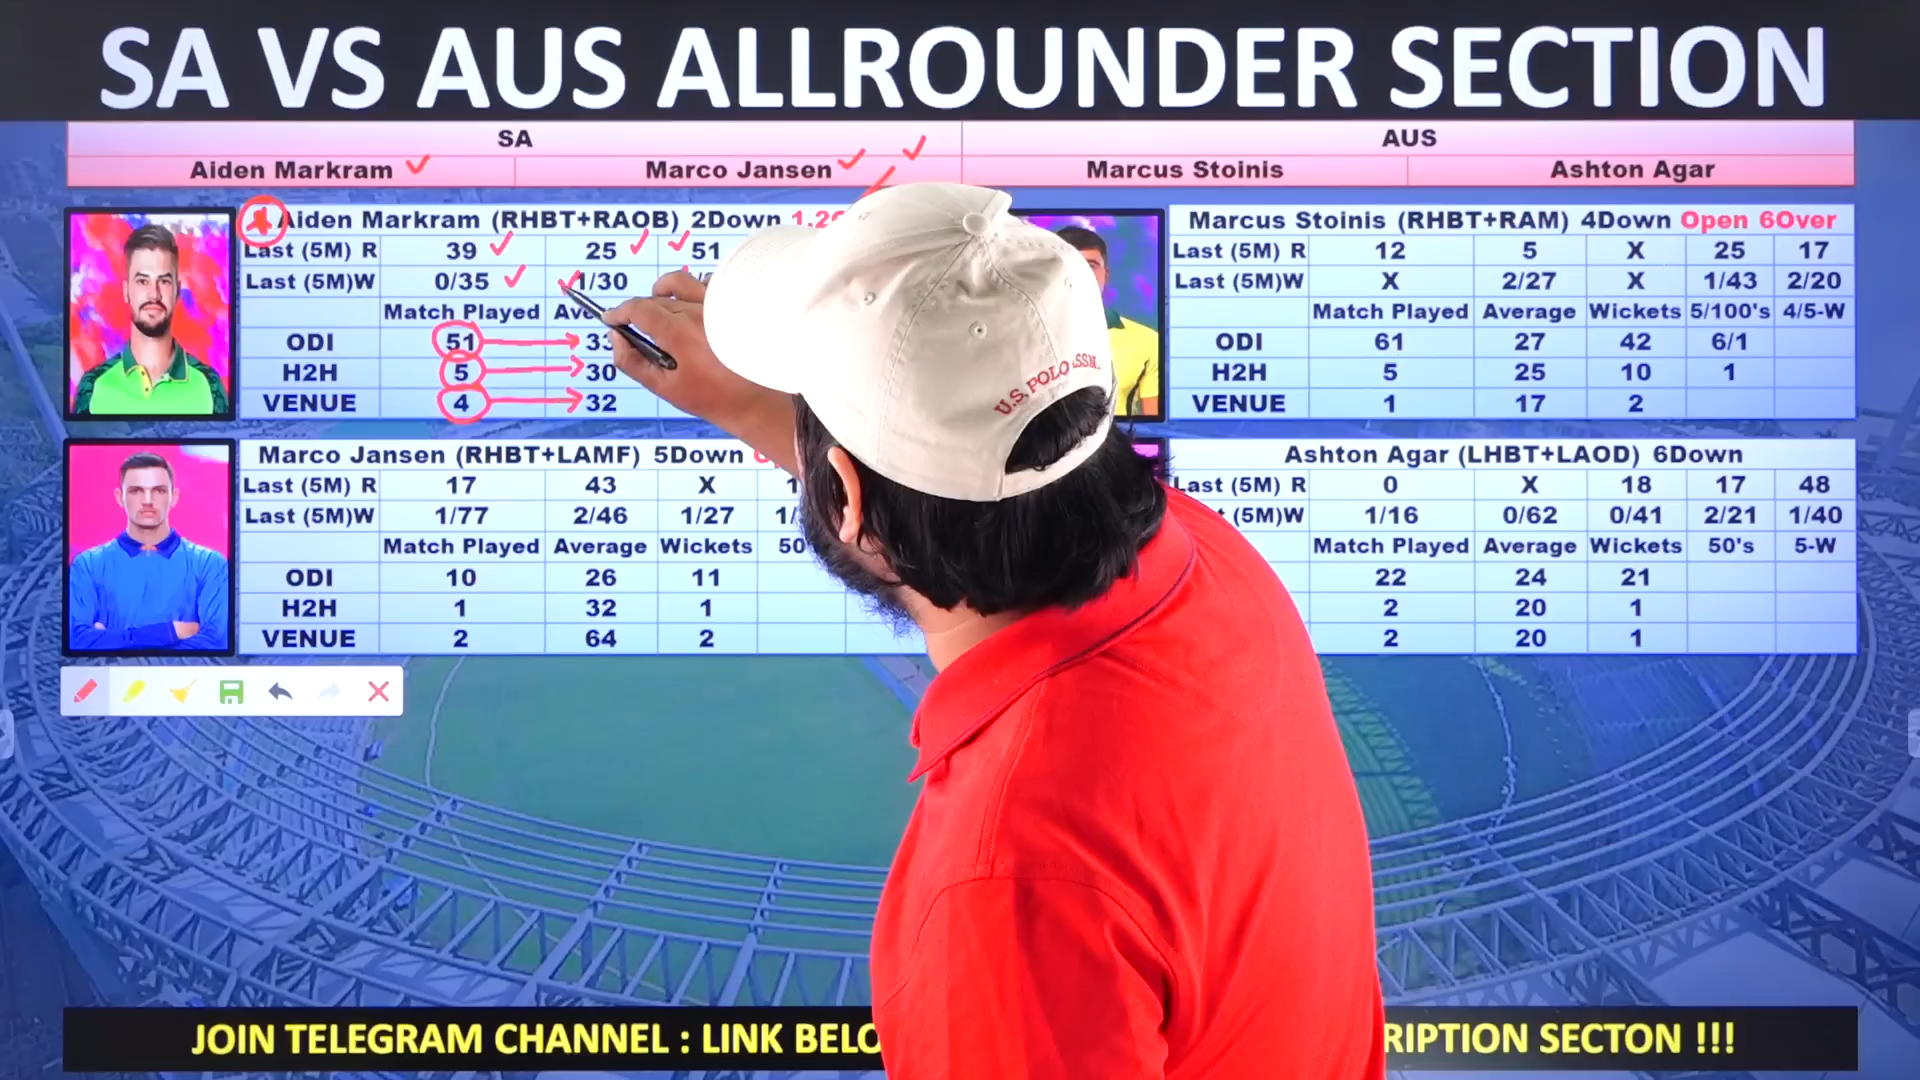 SA VS AUS ALLROUNDER SECTION
SA AUS
Aiden Markram Marco Jansen Marcus Stoinis Ashton Agar
Aiden Markram (RHBT+RAOB) 2Down
Last (5M) R 39 25 51
Last (5M)W 0/35 1/30
Match Played
ODI 51
H2H 5 30
VENUE 4 32
Marcus Stoinis (RHBT+RAM) 4Down Open 6Over
Last (5M) R 12 5 X 25 17
Last (5M)W X 2/27 X 1/43 2/20
Match Played Average Wickets 5/100's 4/5-W
ODI 61 27 42 6/1
H2H 5 25 10 1
VENUE 1 17 2
Marco Jansen (RHBT+LAMF) 5Down
Last (5M) R 17 43 X
Last (5M)W 1/77 2/46 1/27
Match Played Average Wickets
ODI 10 26 11
H2H 1 32 1
VENUE 2 64 2
Ashton Agar (LHBT+LAOD) 6Down
Last (5M) R 0 X 18 17 48
(5M)W 1/16 0/62 0/41 2/21 1/40
Match Played Average Wickets 50's 5-W
22 24 21
2 20 1
2 20 1
U.S. POLO ASSN.
JOIN TELEGRAM CHANNEL : LINK SECTON !!!